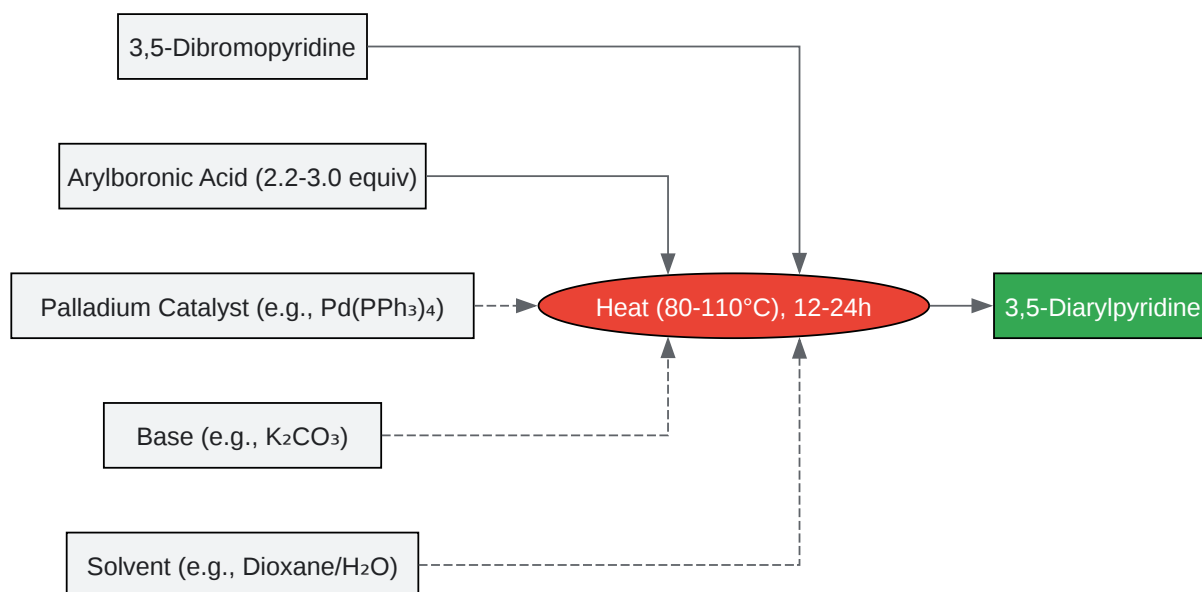 3,5-Dibromopyridine
Arylboronic Acid (2.2-3.0 equiv)
Palladium Catalyst (e.g., Pd(PPh₃)₄)
Heat (80-110°C), 12-24h
3,5-Diarylpyridine
Base (e.g., K₂CO₃)
Solvent (e.g., Dioxane/H₂O)